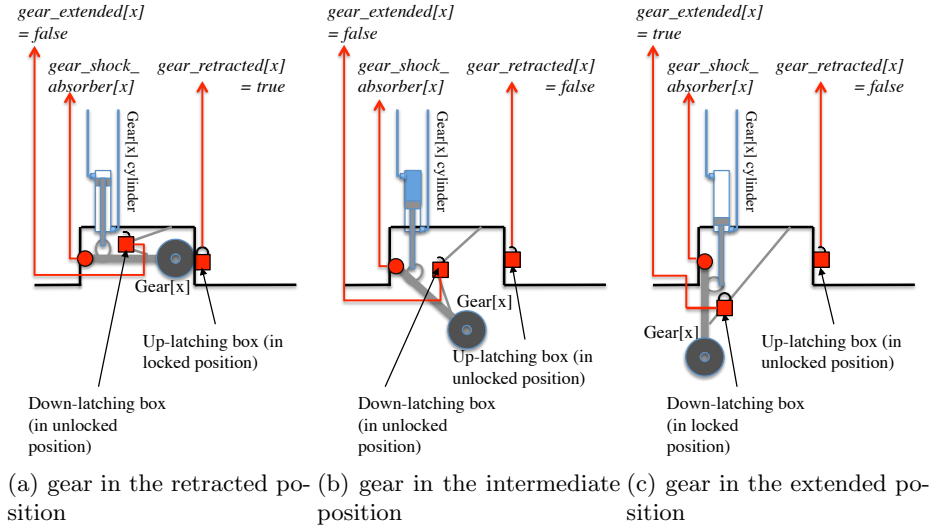 gear_extended[x]
= false
gear_shock_
absorber[x]
gear_retracted[x]
= true
Gear[x] cylinder
Gear[x]
Up-latching box (in
locked position)
Down-latching box
(in unlocked
position)
(a) gear in the retracted po-
sition
gear_extended[x]
=false
gear_shock_
absorber[x]
gear_retracted[x]
= false
Gear[x] cylinder
Gear[x]
Up-latching box (in
unlocked position)
Down-latching box
(in unlocked
position)
(b) gear in the intermediate
position
gear_extended[x]
= true
gear_shock_
absorber[x]
gear_retracted[x]
= false
Gear[x] cylinder
Gear[x]
Up-latching box (in
unlocked position)
Down-latching box
(in locked
position)
(c) gear in the extended po-
sition